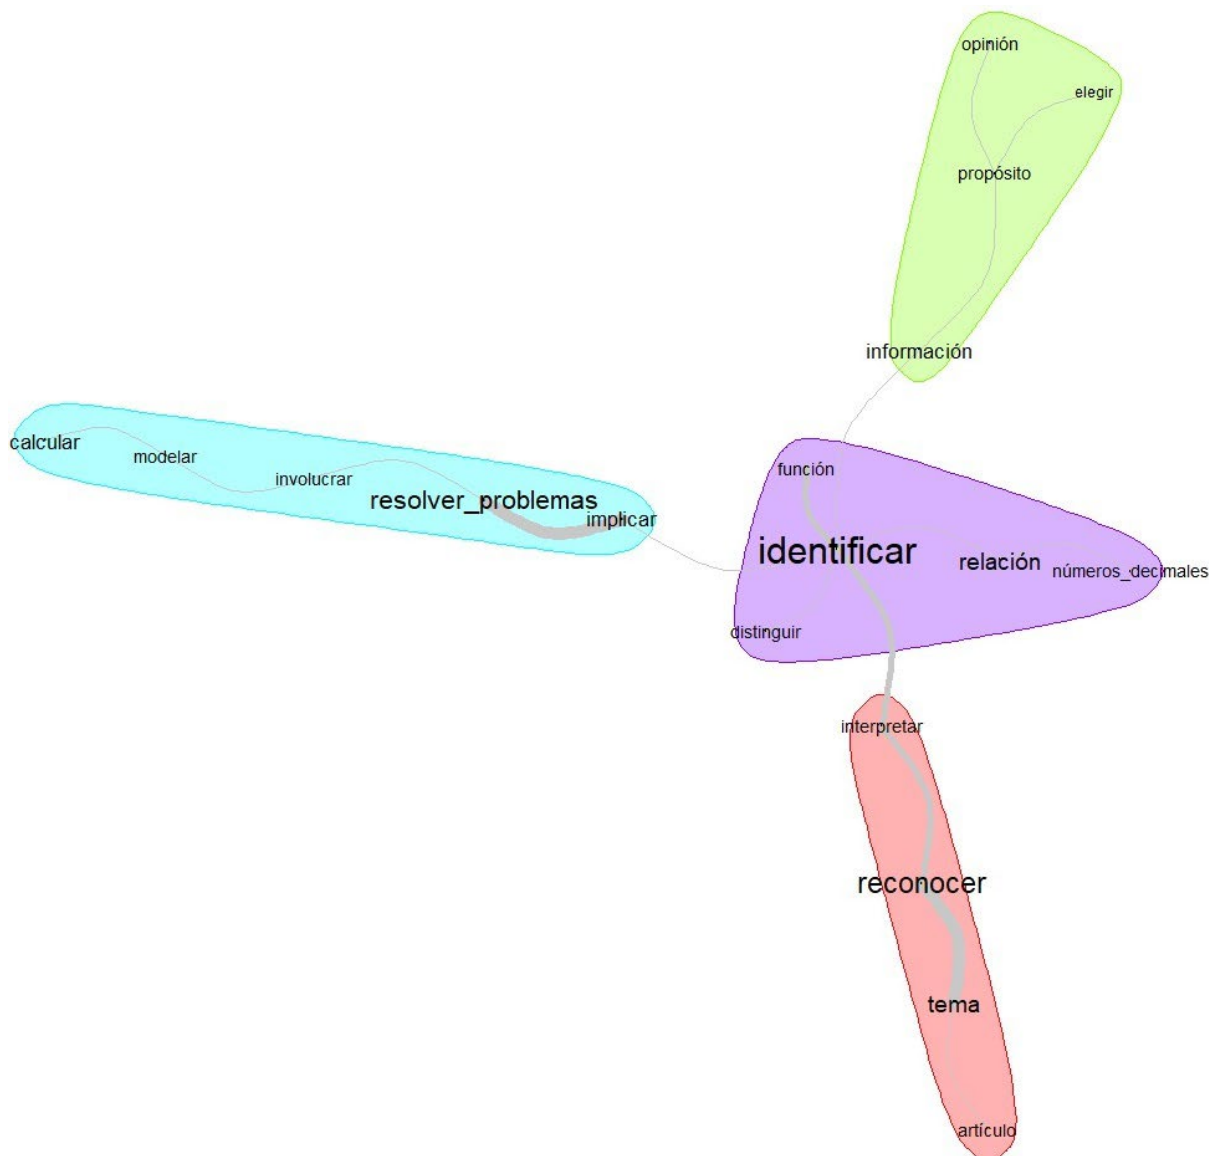 opinión
elegir
propósito
información
calcular
modelar
involucrar
resolver_problemas
implicar
función
identificar
relación
números_decimales
distinguir
interpretar
reconocer
tema
artículo